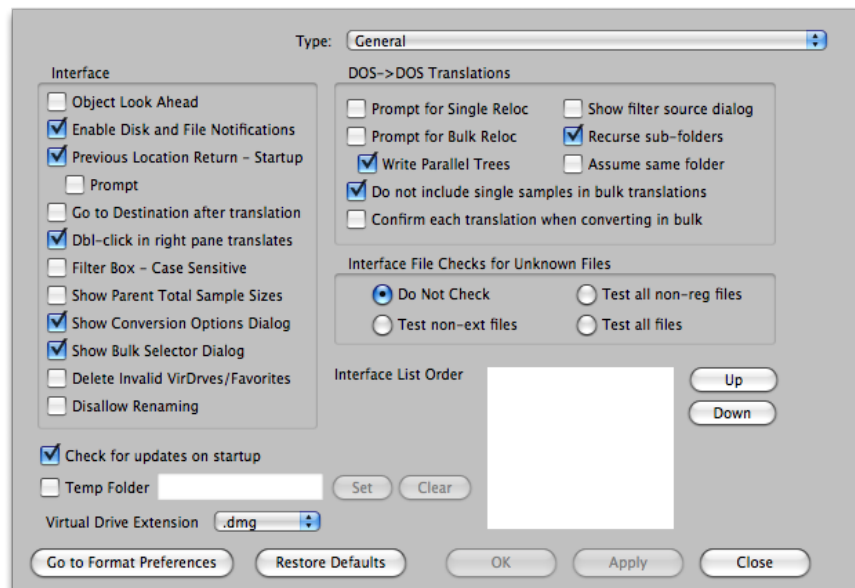 Type: General
Interface
Object Look Ahead
Enable Disk and File Notifications
Previous Location Return - Startup
Prompt
Go to Destination after translation
Dbl-click in right pane translates
Filter Box - Case Sensitive
Show Parent Total Sample Sizes
Show Conversion Options Dialog
Show Bulk Selector Dialog
Delete Invalid VirDrves/Favorites
Disallow Renaming
DOS->DOS Translations
Prompt for Single Reloc Show filter source dialog
Prompt for Bulk Reloc Recurse sub-folders
Write Parallel Trees Assume same folder
Do not include single samples in bulk translations
Confirm each translation when converting in bulk
Interface File Checks for Unknown Files
Do Not Check Test all non-reg files
Test non-ext files Test all files
Interface List Order
Up
Down
Check for updates on startup
Temp Folder Set Clear
Virtual Drive Extension .dmg
Go to Format Preferences Restore Defaults OK Apply Close